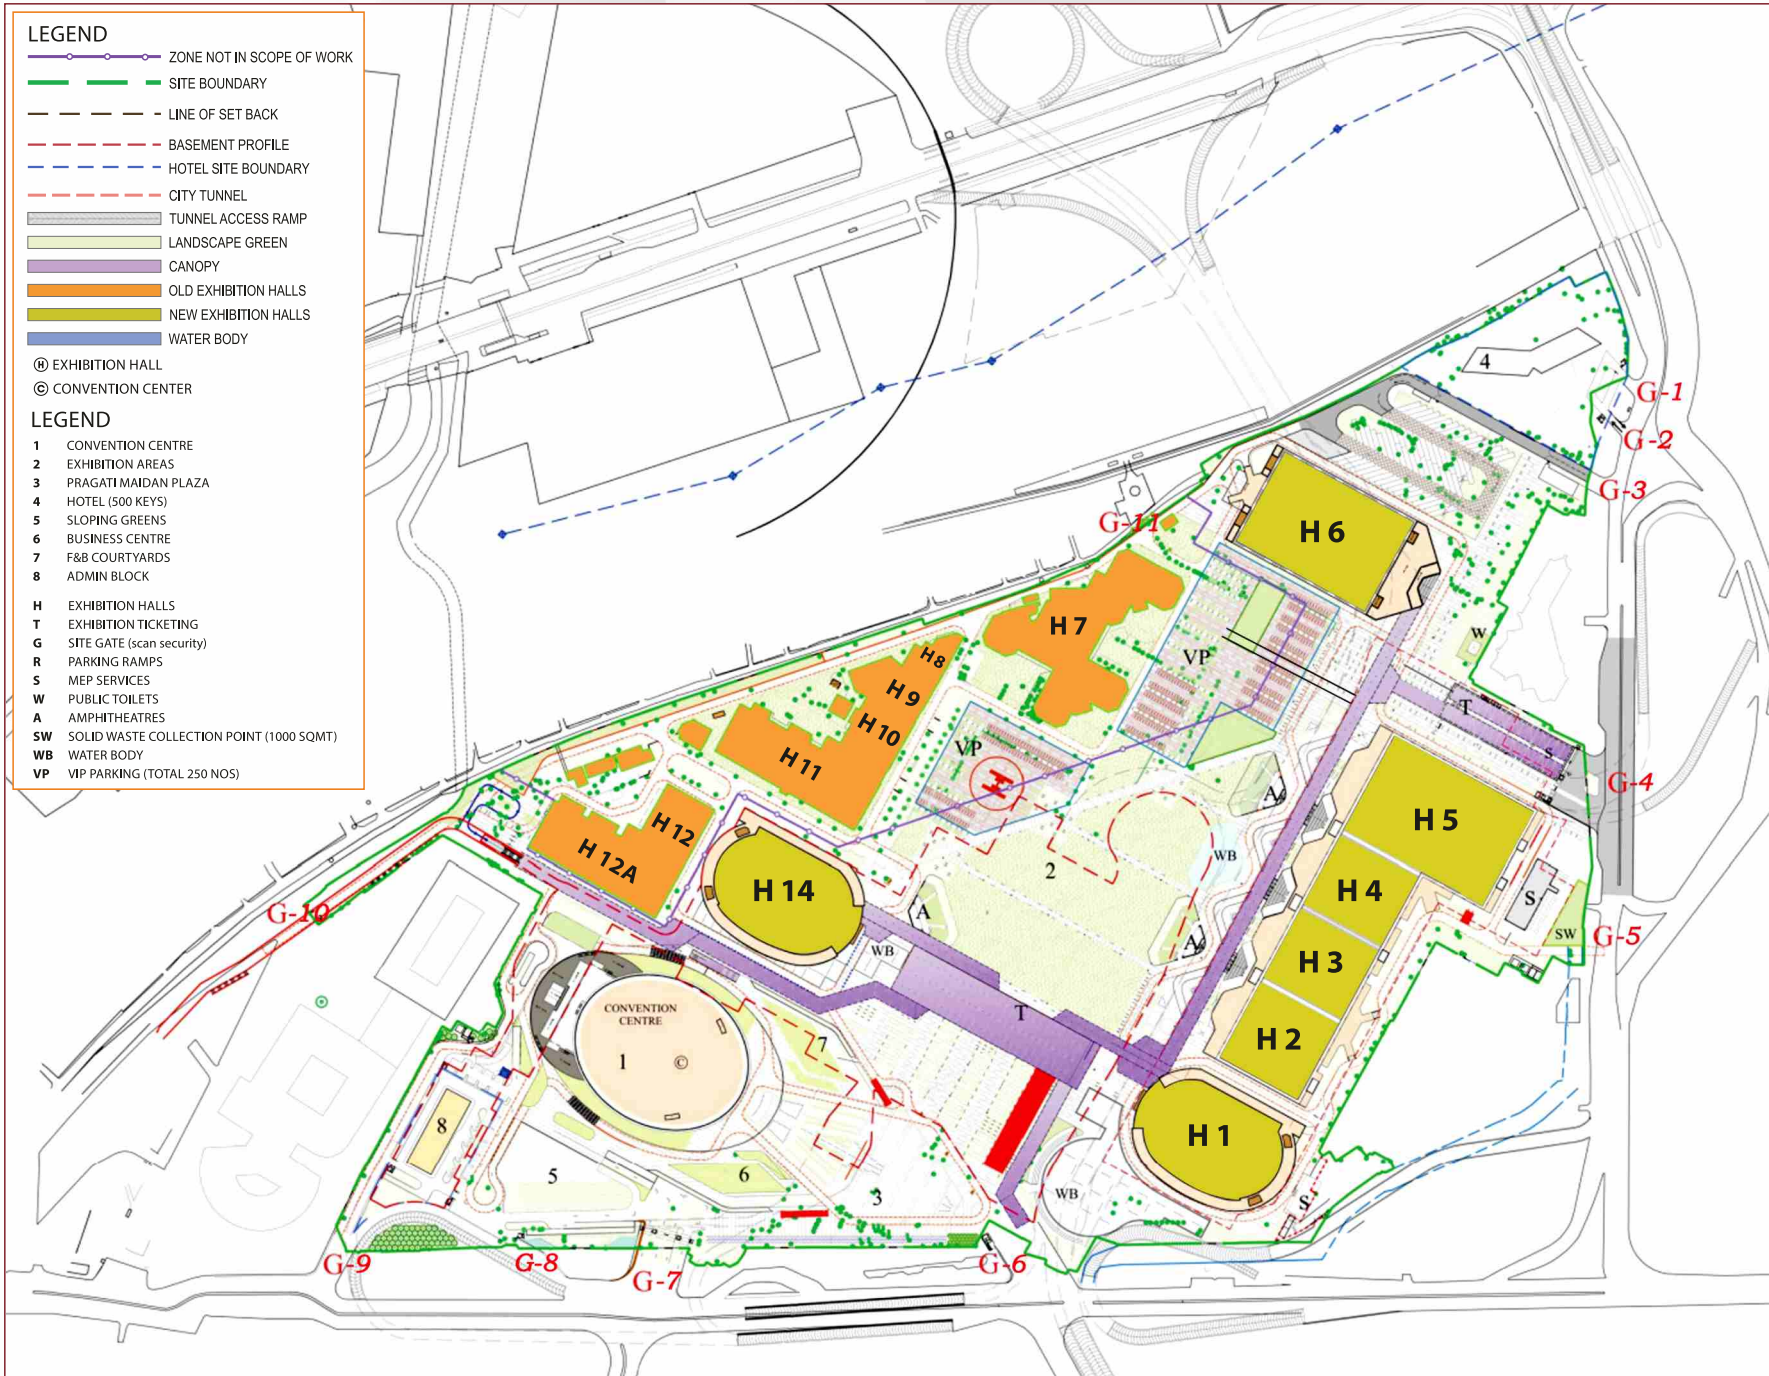 LEGEND
ZONE NOT IN SCOPE OF WORK
SITE BOUNDARY
LINE OF SET BACK
BASEMENT PROFILE
HOTEL SITE BOUNDARY
CITY TUNNEL
TUNNEL ACCESS RAMP
LANDSCAPE GREEN
CANOPY
OLD EXHIBITION HALLS
NEW EXHIBITION HALLS
WATER BODY
Ⓗ EXHIBITION HALL
Ⓒ CONVENTION CENTER
LEGEND
1 CONVENTION CENTRE
2 EXHIBITION AREAS
3 PRAGATI MAIDAN PLAZA
4 HOTEL (500 KEYS)
5 SLOPING GREENS
6 BUSINESS CENTRE
7 F&B COURTYARDS
8 ADMIN BLOCK
H EXHIBITION HALLS
T EXHIBITION TICKETING
G SITE GATE (scan security)
R PARKING RAMPS
S MEP SERVICES
W PUBLIC TOILETS
A AMPHITHEATRES
SW SOLID WASTE COLLECTION POINT (1000 SQMT)
WB WATER BODY
VP VIP PARKING (TOTAL 250 NOS)
4
G-1
G-2
G-3
G-11
H 6
H 7
W
VP
H 8
H 9
H 10
H 11
VP
T
S
G-4
A
H 5
H 12
H 12A
2
WB
H 14
H 4
S
G-10
A
A
SW
G-5
WB
H 3
CONVENTION
CENTRE
T
H 2
7
1 Ⓒ
8
H 1
5
6
3
WB
S
G-9
G-8
G-7
G-6